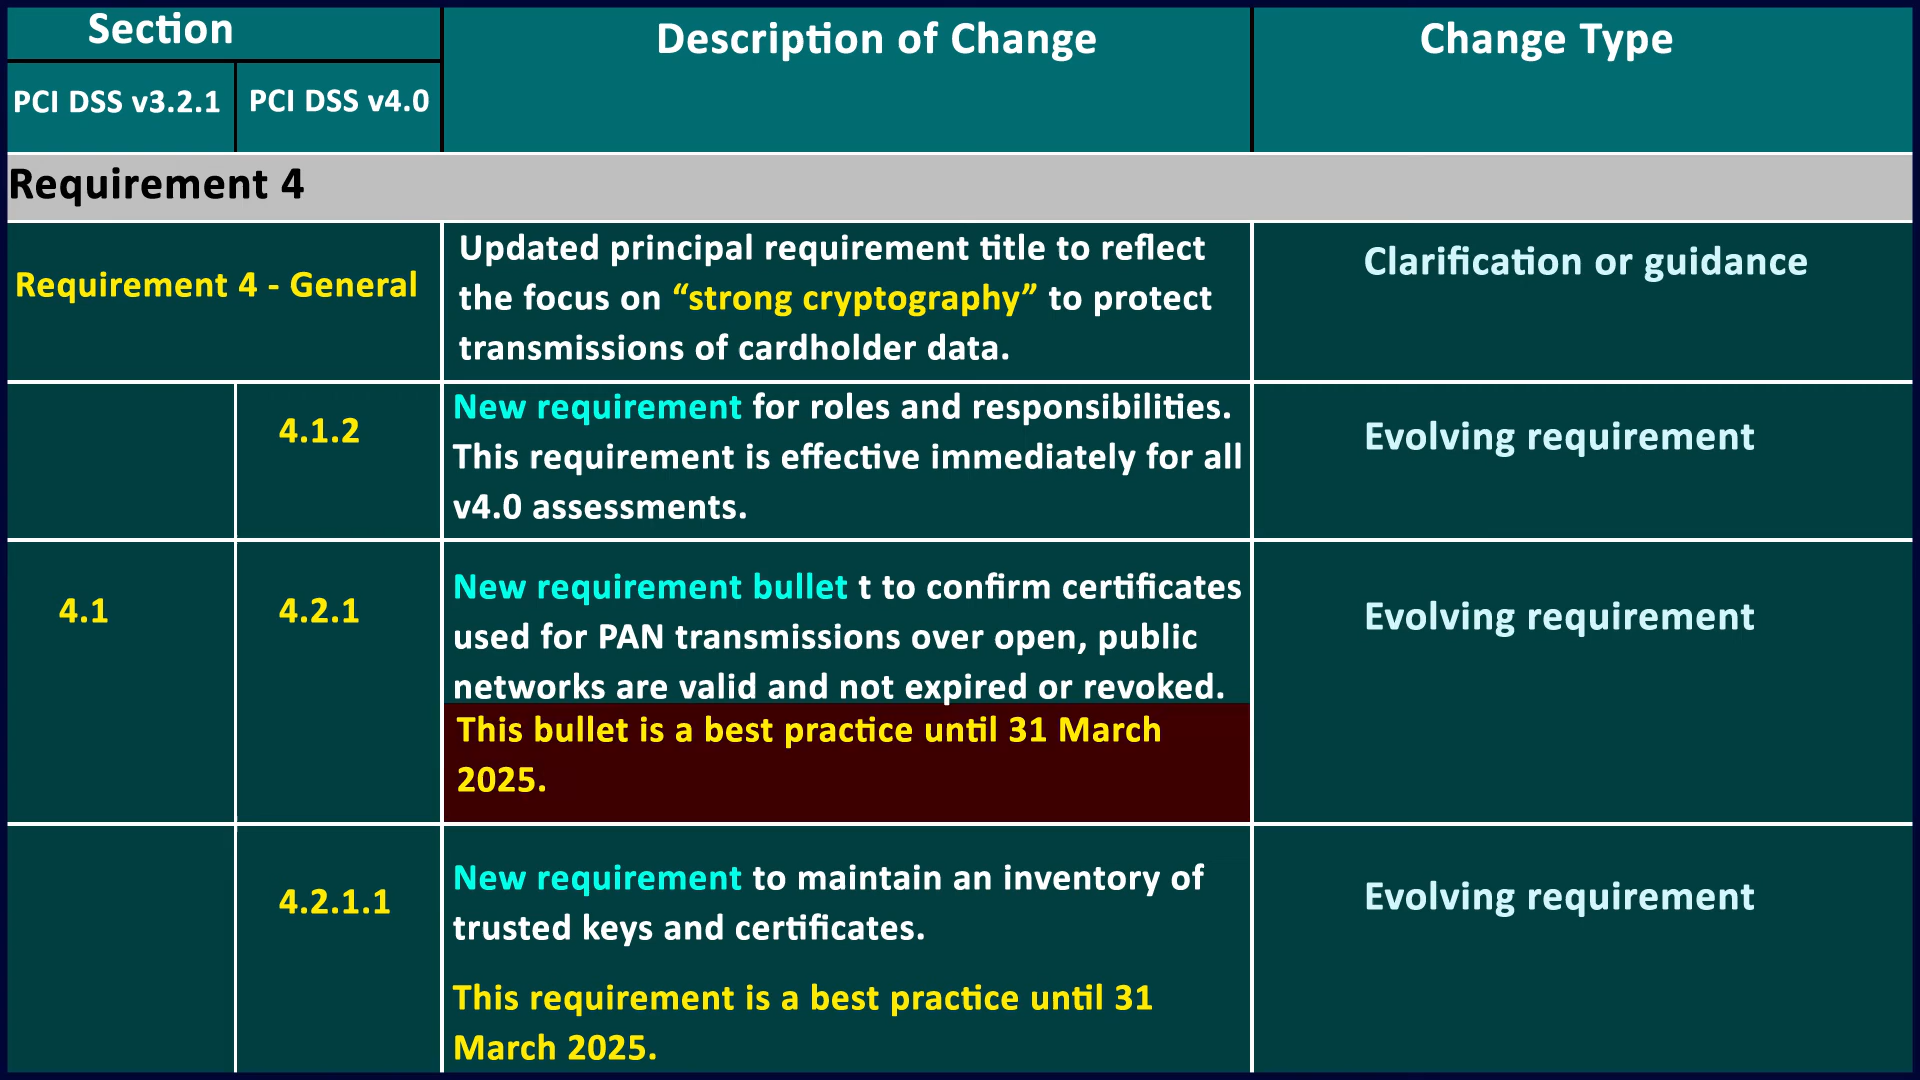 Section
Description of Change
Change Type
PCI DSS v3.2.1
PCI DSS v4.0
Requirement 4
Requirement 4 - General
Updated principal requirement title to reflect
the focus on “strong cryptography” to protect
transmissions of cardholder data.
Clarification or guidance
4.1.2
New requirement for roles and responsibilities.
This requirement is effective immediately for all
v4.0 assessments.
Evolving requirement
4.1
4.2.1
New requirement bullet t to confirm certificates
used for PAN transmissions over open, public
networks are valid and not expired or revoked.
This bullet is a best practice until 31 March
2025.
Evolving requirement
4.2.1.1
New requirement to maintain an inventory of
trusted keys and certificates.
This requirement is a best practice until 31
March 2025.
Evolving requirement